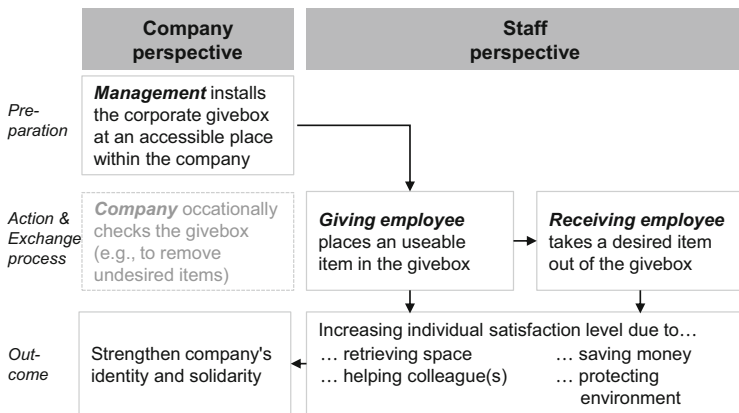 Company
perspective
Staff
perspective
Pre-
paration
Management installs
the corporate givebox
at an accessible place
within the company
Action &
Exchange
process
Company occationally
checks the givebox
(e.g., to remove
undesired items)
Giving employee
places an useable
item in the givebox
Receiving employee
takes a desired item
out of the givebox
Out-
come
Strengthen company's
identity and solidarity
Increasing individual satisfaction level due to…
… retrieving space
… helping colleague(s)
… saving money
… protecting
environment